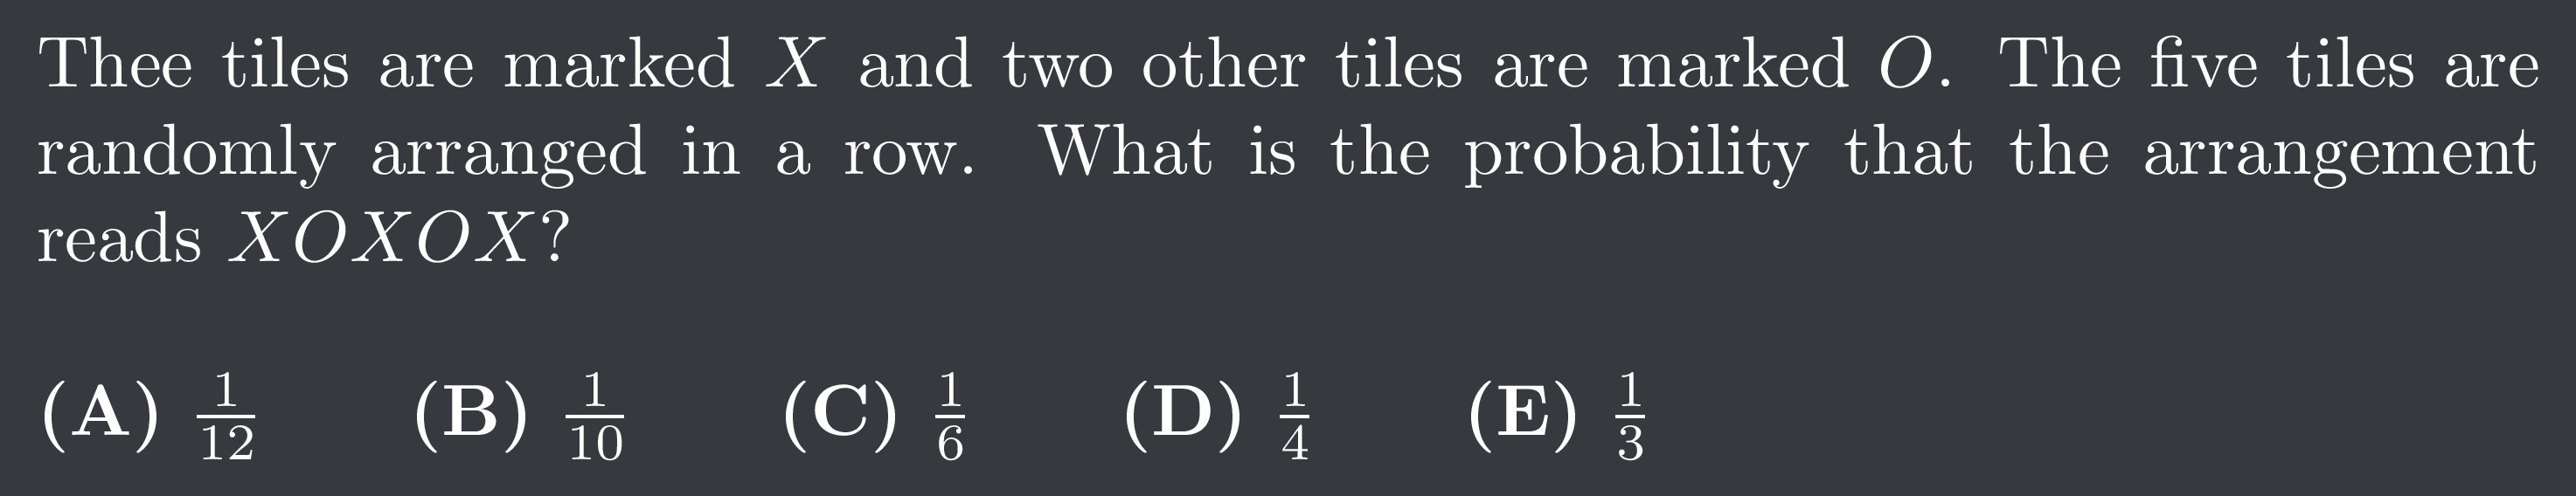 Thee tiles are marked X and two other tiles are marked O. The five tiles are
randomly arranged in a row. What is the probability that the arrangement
reads XOXOX?
(A) 1/12 (B) 1/10 (C) 1/6 (D) 1/4 (E) 1/3